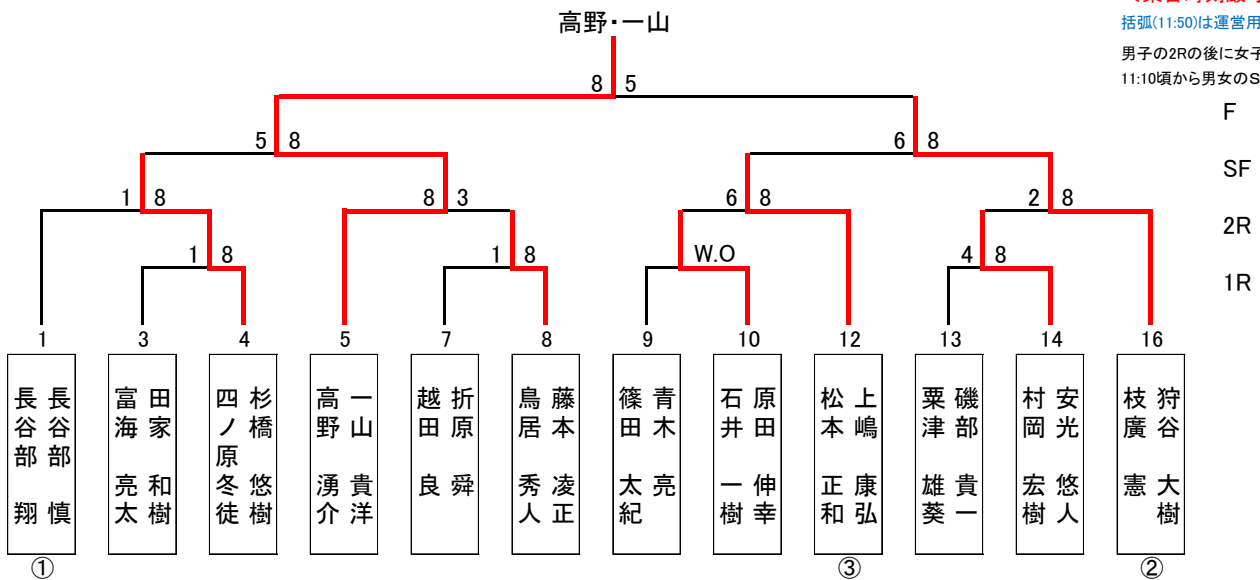 高野・一山
括弧(11:50)は運営用
男子の2Rの後に女子
11:10頃から男女のS
8 5
F
5 8
6 8
SF
1 8
8 3
6 8
2 8
2R
1 8
1 8
W.O
4 8
1R
1
3
4
5
7
8
9
10
12
13
14
16
長谷部 慎
長谷部 翔
田家 和樹
富海 亮太
杉橋 悠樹
四ノ原冬徒
一山 貴洋
高野 湧介
折原 舜
越田 良
藤本 凌正
鳥居 秀人
青木 亮
篠田 太紀
原田 伸幸
石井 一樹
上嶋 康弘
松本 正和
磯部 貴一
粟津 雄葵
安光 悠人
村岡 宏樹
狩谷 大樹
枝廣 憲
①
③
②